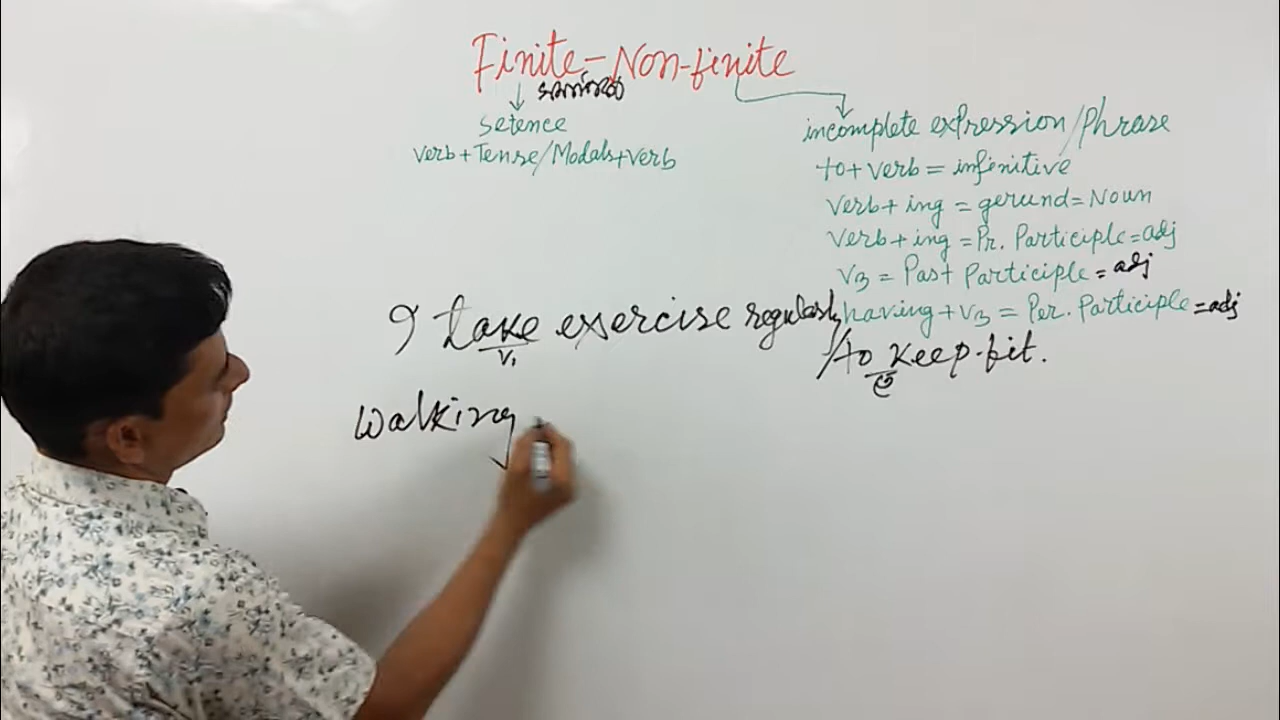 Finite-Non-finite
setence
verb+Tense/Modals+verb
incomplete expression/Phrase
to+verb = infinitive
verb+ing = gerund=Noun
verb+ing =Pr. Participle=adj
V3 = Past Participle = adj
having+V3 = Per. Participle =adj
I take exercise regularly
V1
to keep fit.
walking